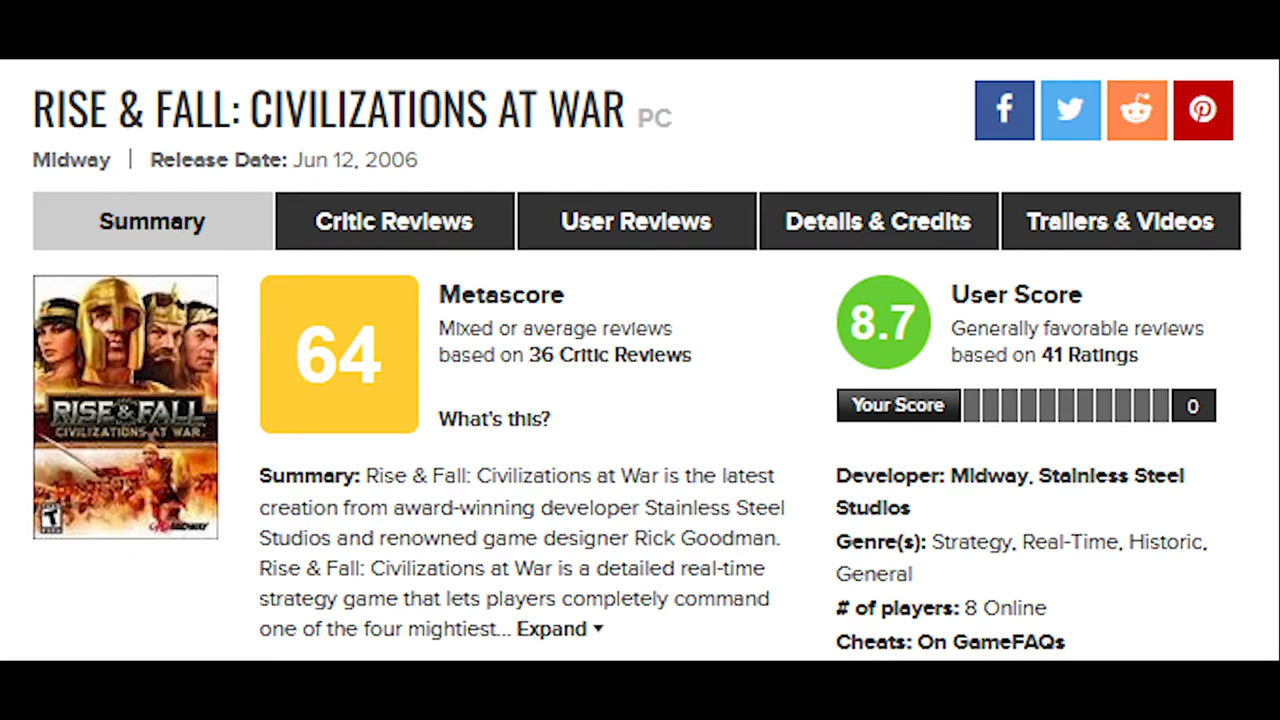 RISE & FALL: CIVILIZATIONS AT WAR PC
Midway | Release Date: Jun 12, 2006
Summary
Critic Reviews
User Reviews
Details & Credits
Trailers & Videos
RISE & FALL
CIVILIZATIONS AT WAR
T
MIDWAY
64
Metascore
Mixed or average reviews
based on 36 Critic Reviews
What's this?
Summary: Rise & Fall: Civilizations at War is the latest
creation from award-winning developer Stainless Steel
Studios and renowned game designer Rick Goodman.
Rise & Fall: Civilizations at War is a detailed real-time
strategy game that lets players completely command
one of the four mightiest... Expand
8.7
User Score
Generally favorable reviews
based on 41 Ratings
Your Score
0
Developer: Midway, Stainless Steel
Studios
Genre(s): Strategy, Real-Time, Historic,
General
# of players: 8 Online
Cheats: On GameFAQs